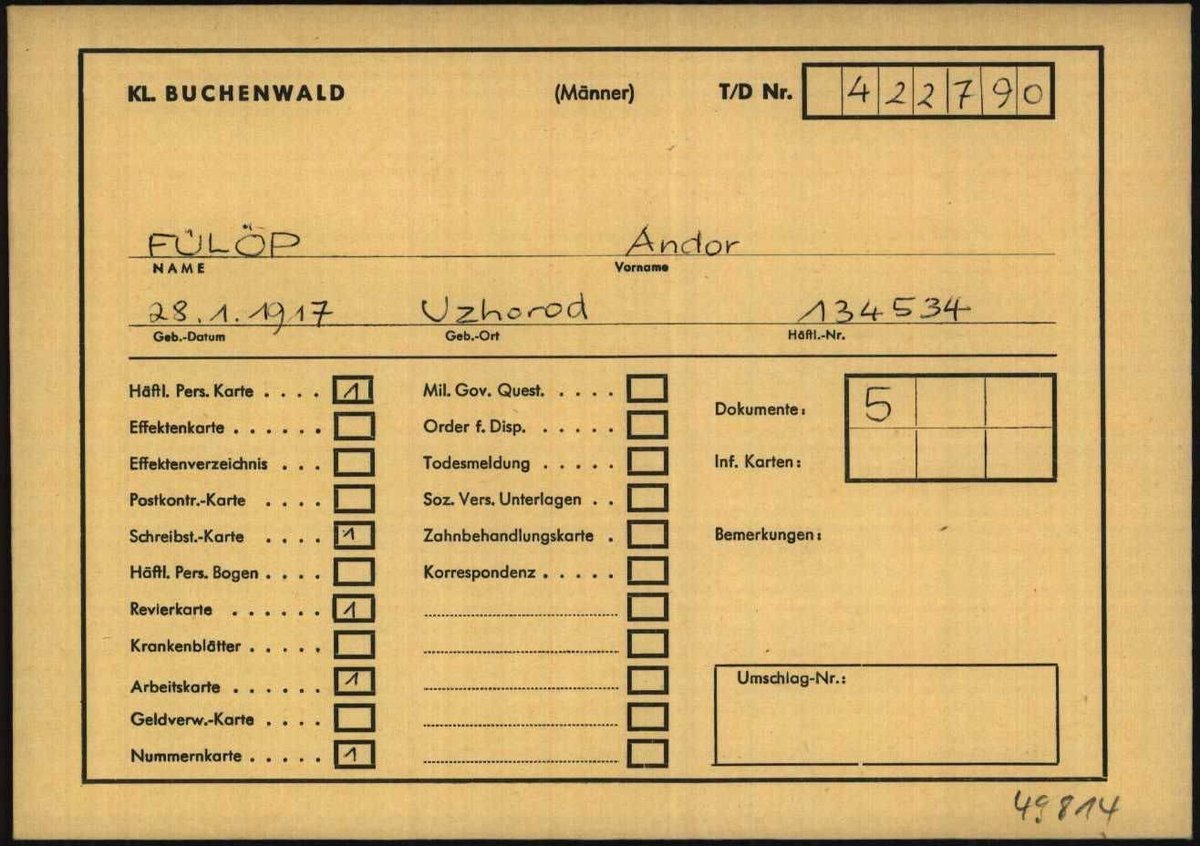 KL. BUCHENWALD (Männer) T/D Nr. 422790
FÜLÖP Andor
NAME Vorname
28.1.1917 Uzhorod 134534
Geb.-Datum Geb.-Ort Häftl.-Nr.
Häftl. Pers. Karte . . . . 1 Mil. Gov. Quest. . . . . Dokumente: 5
Effektenkarte . . . . . . Order f. Disp. . . . . .
Effektenverzeichnis . . . Todesmeldung . . . . . Inf. Karten:
Postkontr.-Karte . . . . Soz. Vers. Unterlagen . .
Schreibst.-Karte . . . . 1 Zahnbehandlungskarte . Bemerkungen:
Häftl. Pers. Bogen . . . . Korrespondenz . . . . .
Revierkarte . . . . . . 1
Krankenblätter . . . . .
Arbeitskarte . . . . . . 1 Umschlag-Nr.:
Geldverw.-Karte . . . .
Nummernkarte . . . . . 1
49814